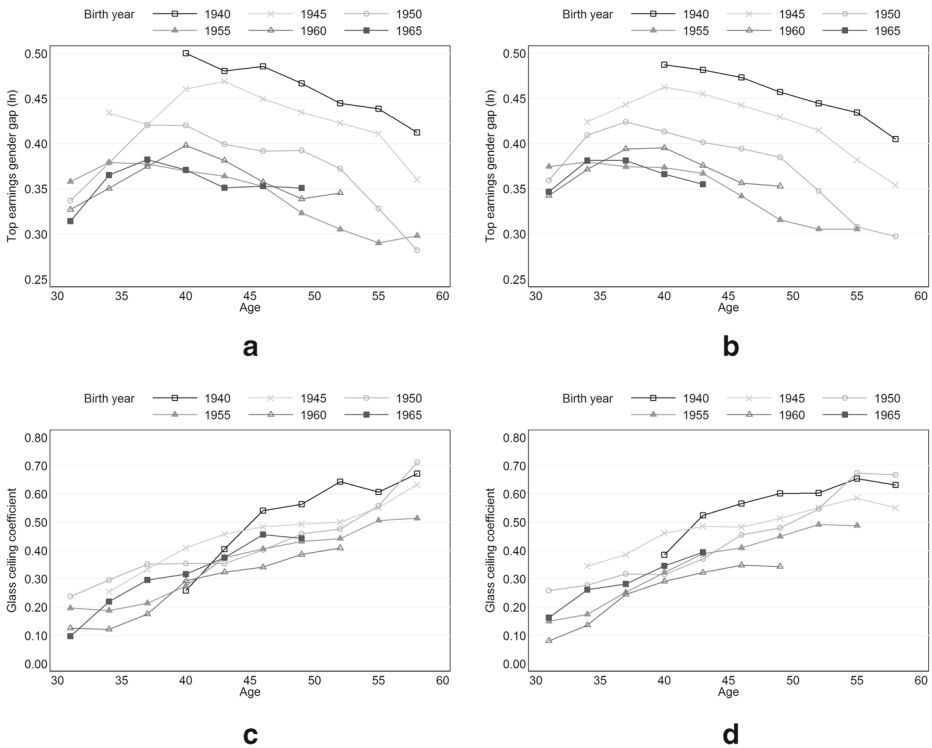 Birth year 1940 1945 1950
1955 1960 1965
Top earnings gender gap (ln)
0.50
0.45
0.40
0.35
0.30
0.25
30 35 40 45 50 55 60
Age
a
Birth year 1940 1945 1950
1955 1960 1965
Top earnings gender gap (ln)
0.50
0.45
0.40
0.35
0.30
0.25
30 35 40 45 50 55 60
Age
b
Birth year 1940 1945 1950
1955 1960 1965
Glass ceiling coefficient
0.80
0.70
0.60
0.50
0.40
0.30
0.20
0.10
0.00
30 35 40 45 50 55 60
Age
c
Birth year 1940 1945 1950
1955 1960 1965
Glass ceiling coefficient
0.80
0.70
0.60
0.50
0.40
0.30
0.20
0.10
0.00
30 35 40 45 50 55 60
Age
d